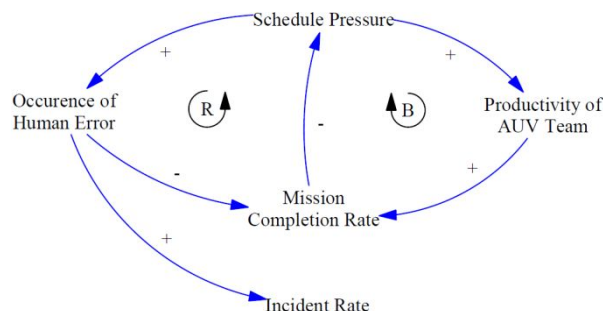 Schedule Pressure
+
+
Occurence of
Human Error
R
B
Productivity of
AUV Team
-
-
+
Mission
Completion Rate
+
Incident Rate